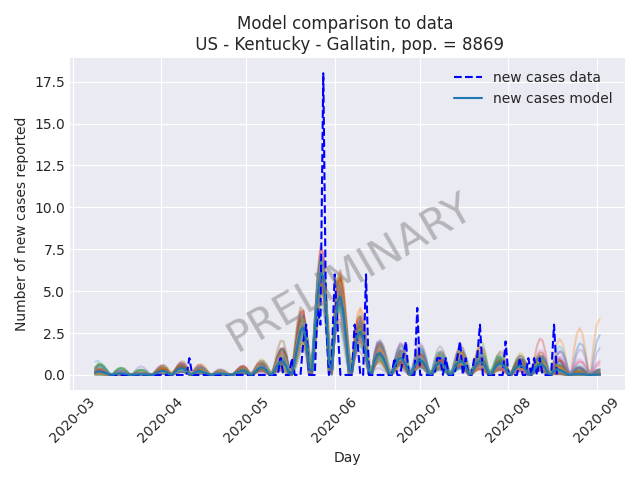 Model comparison to data
US - Kentucky - Gallatin, pop. = 8869
new cases data
new cases model
Number of new cases reported
17.5
15.0
12.5
10.0
7.5
5.0
2.5
0.0
PRELIMINARY
2020-03
2020-04
2020-05
2020-06
2020-07
2020-08
2020-09
Day